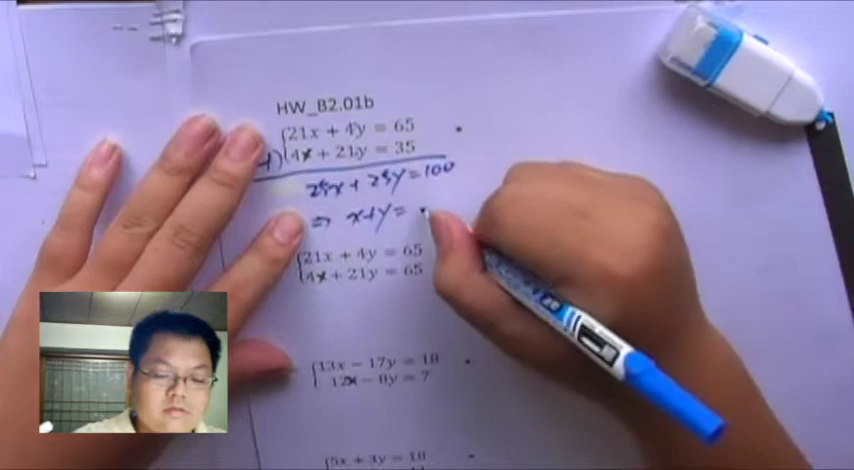 HW_B2.01b
21x + 4y = 65
+) 4x + 21y = 35
25x + 25y = 100
⇒ x+y =
21x + 4y = 65
4x + 21y = 65
13x − 17y = 18
12x − 8y = 7
5x + 3y = 18